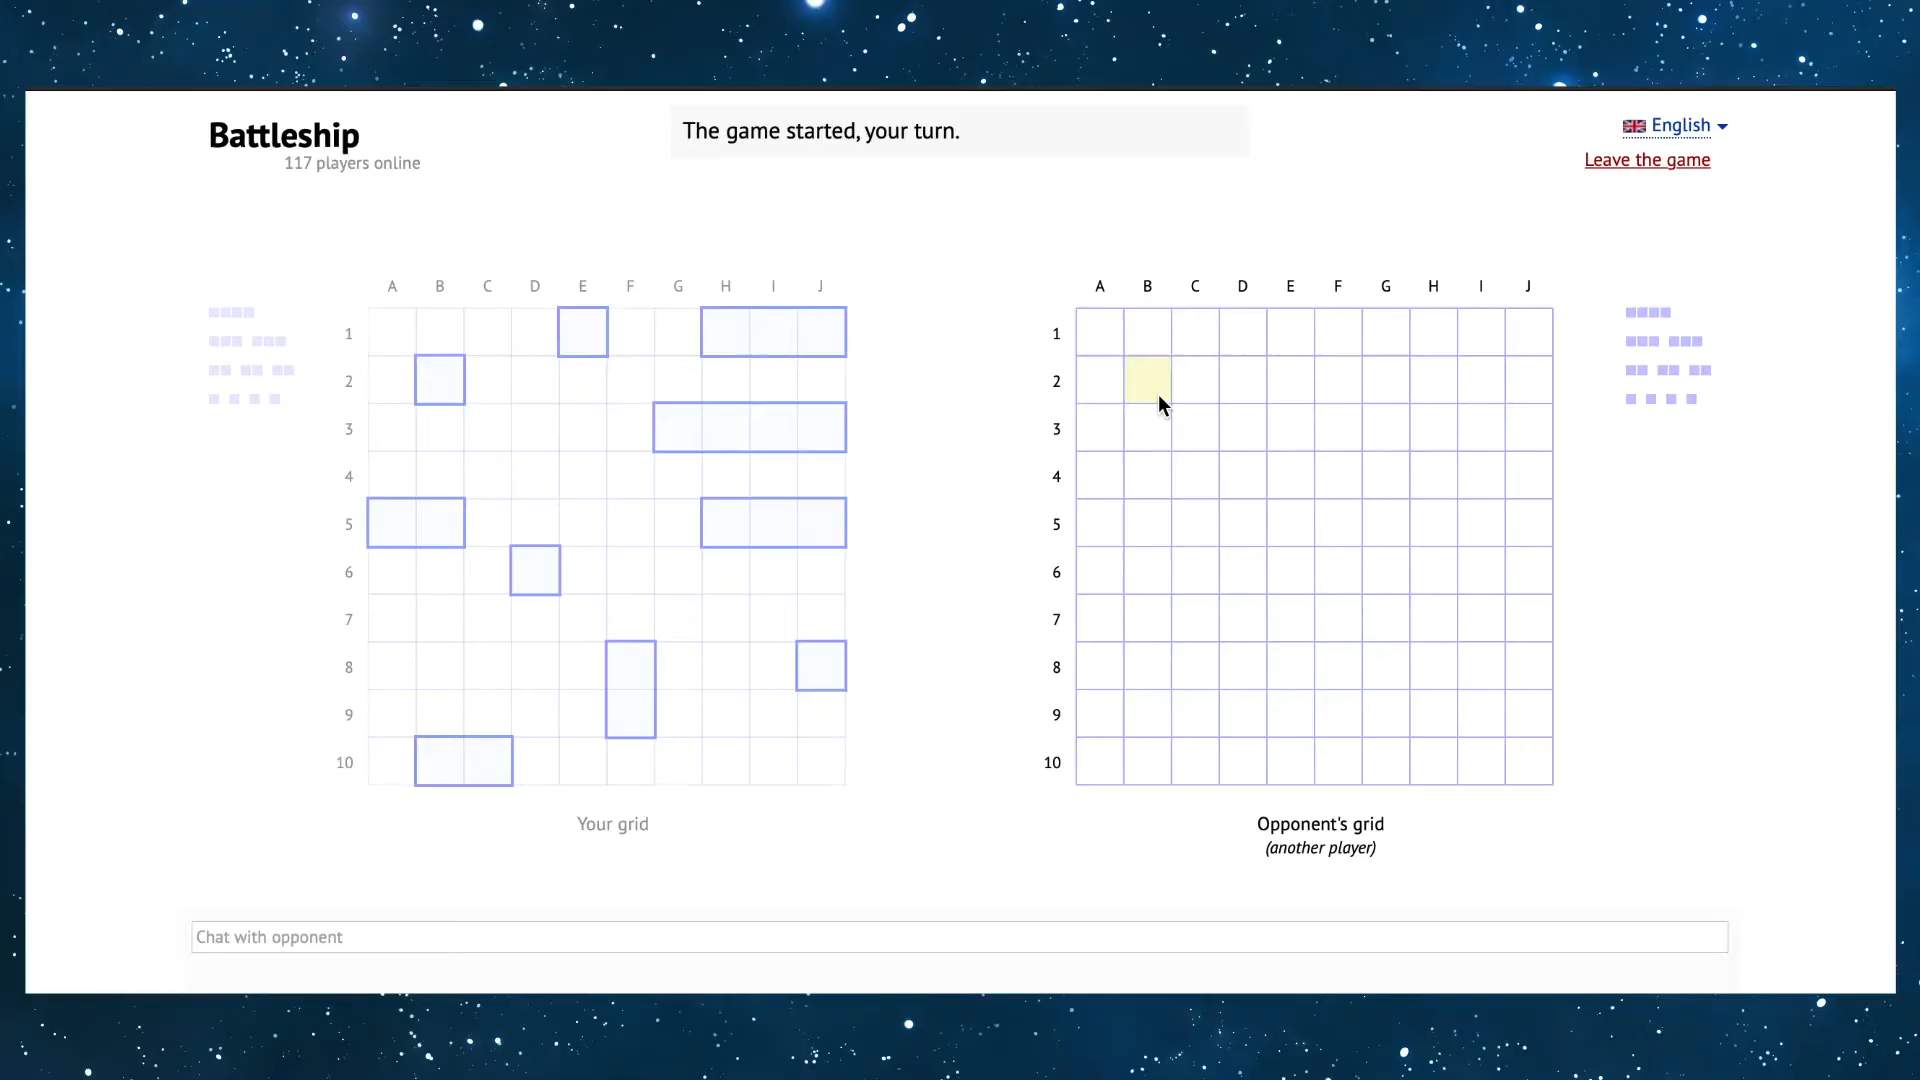 Battleship
117 players online
The game started, your turn.
English
Leave the game
A B C D E F G H I J
1
2
3
4
5
6
7
8
9
10
Your grid
A B C D E F G H I J
1
2
3
4
5
6
7
8
9
10
Opponent's grid
(another player)
Chat with opponent